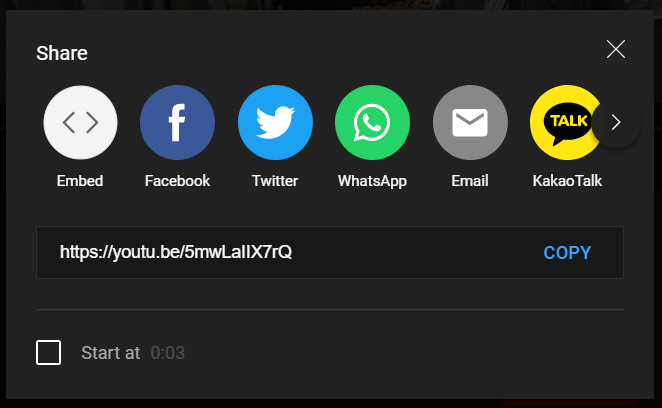 Share
Embed
Facebook
Twitter
WhatsApp
Email
TALK
KakaoTalk
https://youtu.be/5mwLaIIX7rQ
COPY
Start at 0:03